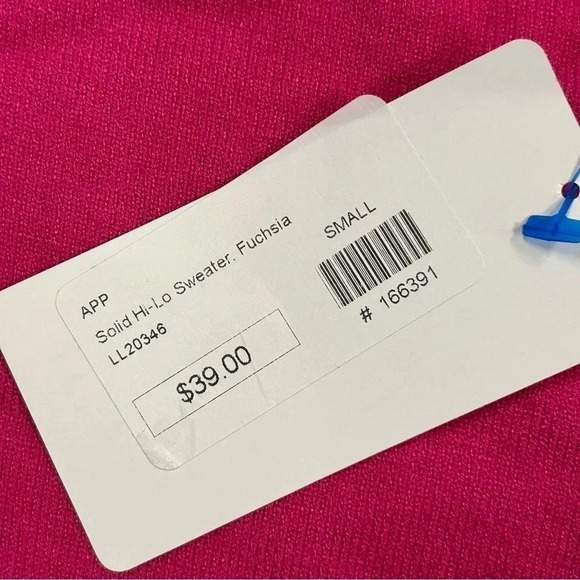 APP
Solid Hi-Lo Sweater, Fuchsia
LL20346
$39.00
SMALL
# 166391